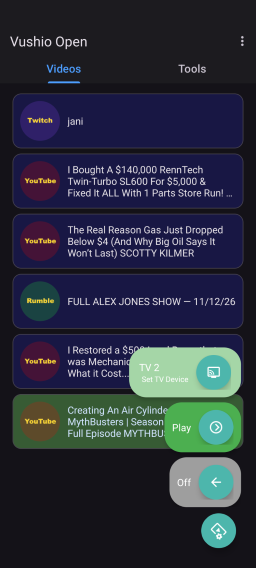 Vushio Open
Videos
Tools
Twitch
jani
YouTube
I Bought A $140,000 RennTech
Twin-Turbo SL600 For $5,000 &
Fixed It ALL With 1 Parts Store Run! ...
YouTube
The Real Reason Gas Just Dropped
Below $4 (And Why Big Oil Says It
Won't Last) SCOTTY KILMER
Rumble
FULL ALEX JONES SHOW — 11/12/26
YouTube
I Restored a
was Mechanic
What it Cost...
TV 2
Set TV Device
YouTube
Creating An Air Cylinde
MythBusters | Season
Full Episode MYTHBU
Play
Off